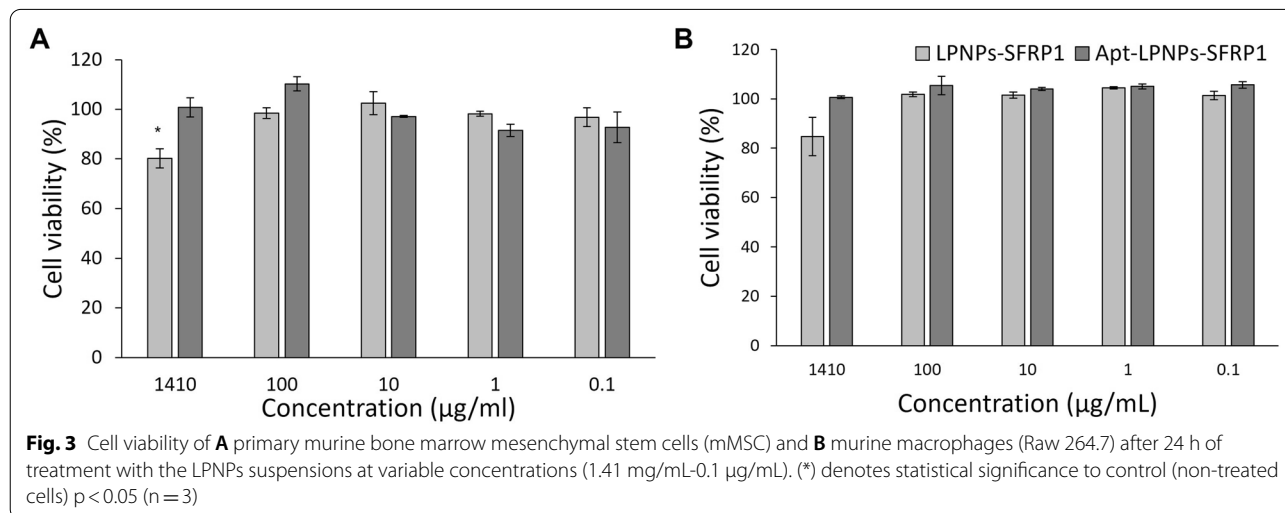 A
120
100
80
60
40
20
0
Cell viability (%)
*
1410 100 10 1 0.1
Concentration (µg/ml)
B
LPNPs-SFRP1 Apt-LPNPs-SFRP1
120
100
80
60
40
20
0
Cell viability (%)
1410 100 10 1 0.1
Concentration (µg/mL)
Fig. 3 Cell viability of A primary murine bone marrow mesenchymal stem cells (mMSC) and B murine macrophages (Raw 264.7) after 24 h of
treatment with the LPNPs suspensions at variable concentrations (1.41 mg/mL-0.1 µg/mL). (*) denotes statistical significance to control (non-treated
cells) p < 0.05 (n = 3)